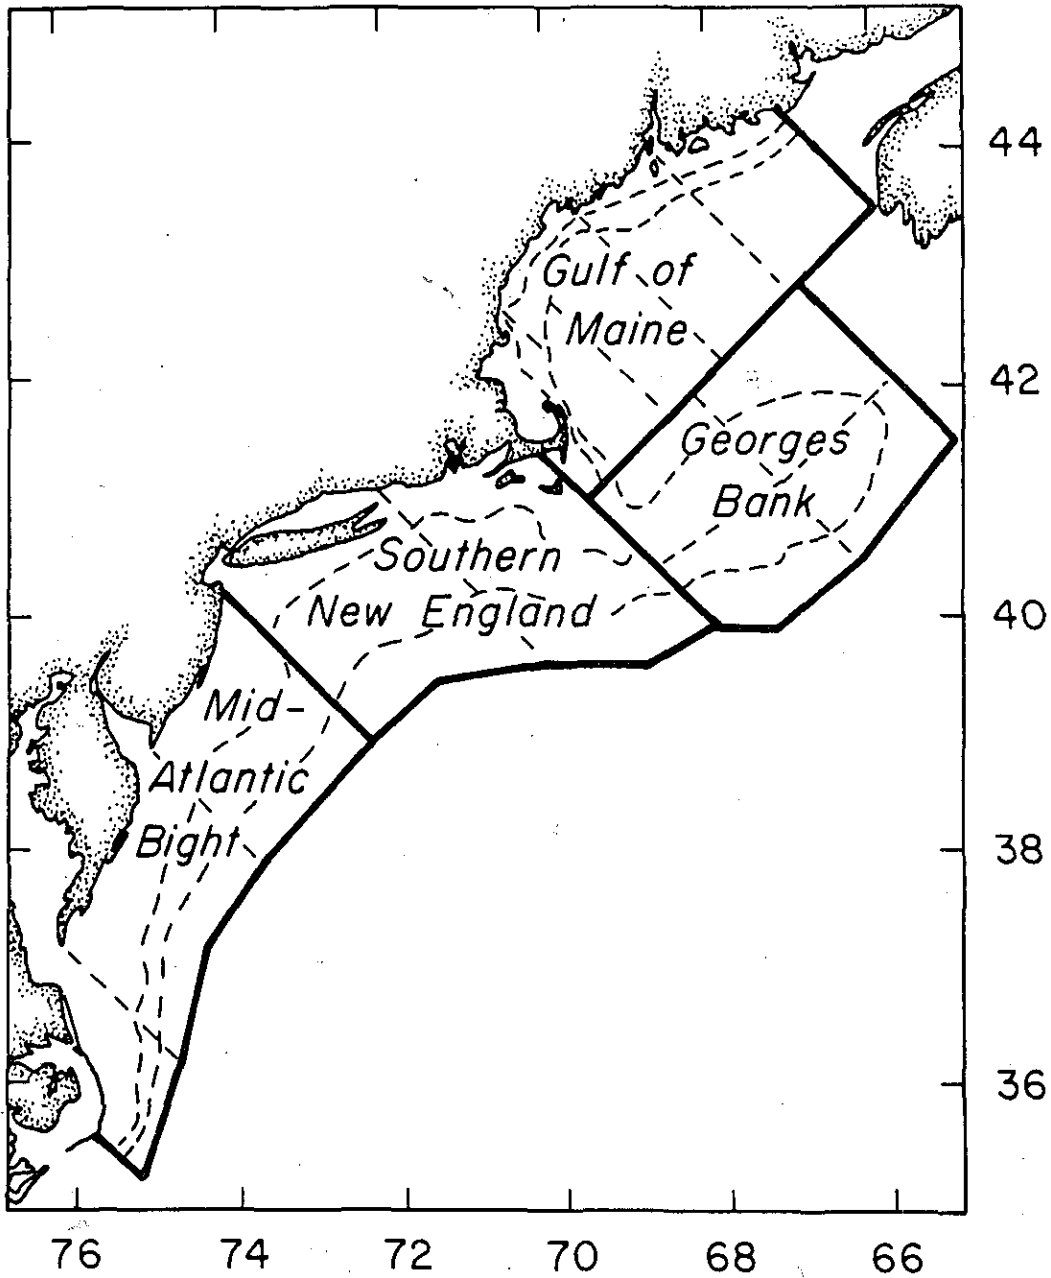 44
Gulf of
Maine
42
Georges
Bank
Southern
New England
40
Mid-
Atlantic
Bight
38
36
76 74 72 70 68 66